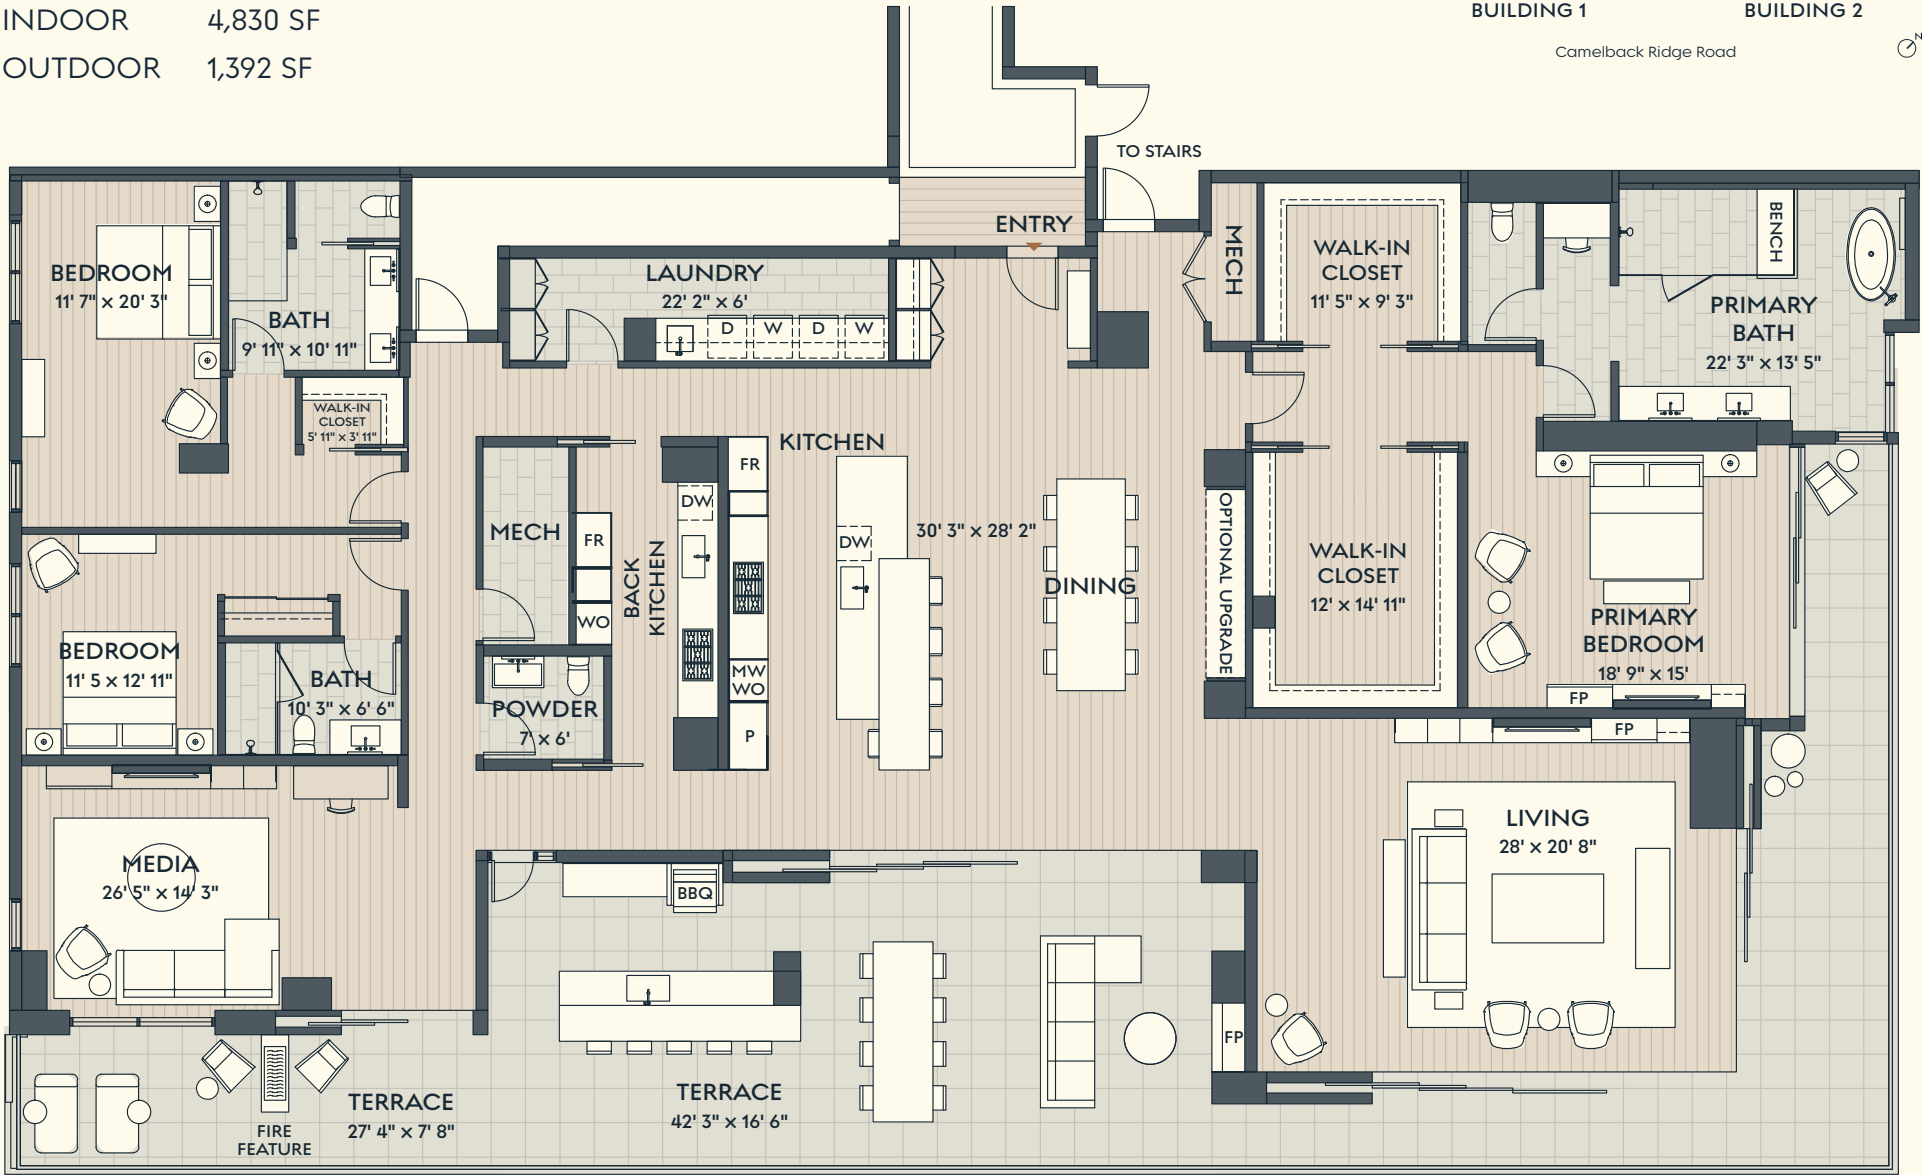 INDOOR 4,830 SF
OUTDOOR 1,392 SF
BUILDING 1
BUILDING 2
Camelback Ridge Road
N
TO STAIRS
ENTRY
BEDROOM
11' 7" x 20' 3"
BATH
9' 11" x 10' 11"
WALK-IN
CLOSET
5' 11" x 3' 11"
LAUNDRY
22' 2" x 6'
D W D W
MECH
WALK-IN
CLOSET
11' 5" x 9' 3"
BENCH
PRIMARY
BATH
22' 3" x 13' 5"
KITCHEN
FR
DW
MECH
FR
BACK
KITCHEN
WO
DW
30' 3" x 28' 2"
DINING
OPTIONAL UPGRADE
WALK-IN
CLOSET
12' x 14' 11"
PRIMARY
BEDROOM
18' 9" x 15'
FP
BEDROOM
11' 5 x 12' 11"
BATH
10' 3" x 6' 6"
POWDER
7' x 6'
MW
WO
P
FP
MEDIA
26' 5" x 14' 3"
LIVING
28' x 20' 8"
BBQ
FP
TERRACE
27' 4" x 7' 8"
FIRE
FEATURE
TERRACE
42' 3" x 16' 6"